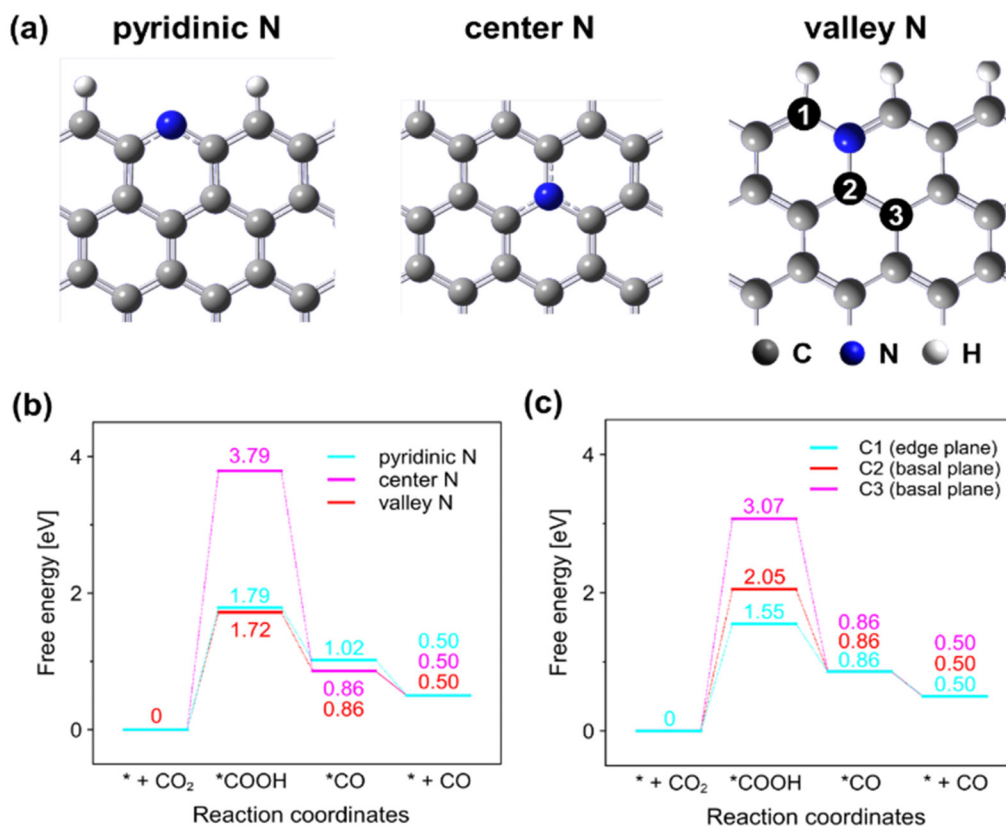 (a) pyridinic N center N valley N
1
2
3
C N H
(b)
Free energy [eV]
4
2
0
3.79
pyridinic N
center N
valley N
1.79
1.72
1.02
0.50
0.50
0.50
0.86
0.86
0
* + CO₂ *COOH *CO * + CO
Reaction coordinates
(c)
Free energy [eV]
4
2
0
C1 (edge plane)
C2 (basal plane)
C3 (basal plane)
3.07
2.05
1.55
0.86
0.86
0.86
0.50
0.50
0.50
0
* + CO₂ *COOH *CO * + CO
Reaction coordinates